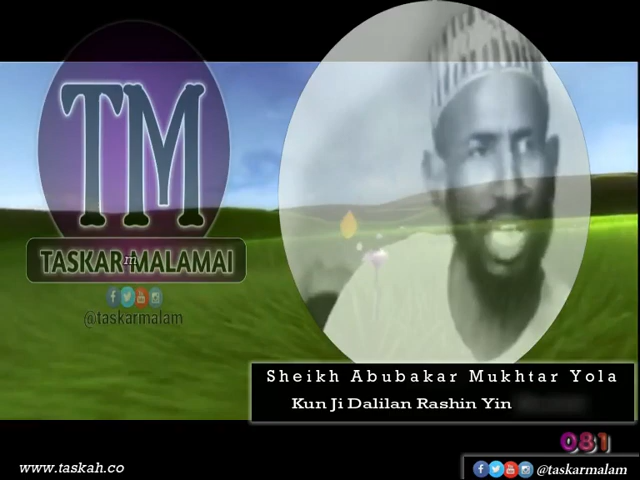 TM
TASKAR MALAMAI
@taskarmalam
Sheikh Abubakar Mukhtar Yola
Kun Ji Dalilan Rashin Yin
081
www.taskah.co
@taskarmalam